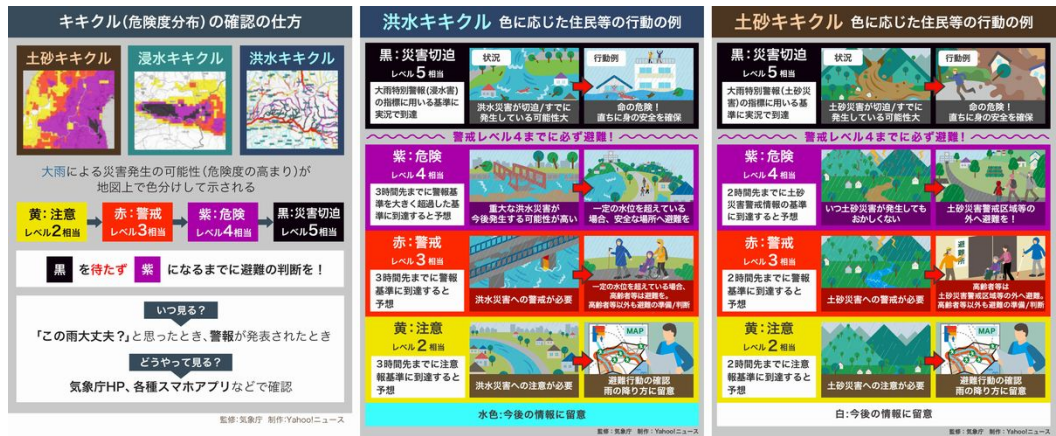 キキクル(危険度分布)の確認の仕方
土砂キキクル
浸水キキクル
洪水キキクル
大雨による災害発生の可能性(危険度の高まり)が
地図上で色分けして示される
黄:注意
レベル2相当
赤:警戒
レベル3相当
紫:危険
レベル4相当
黒:災害切迫
レベル5相当
黒 を待たず 紫 になるまでに避難の判断を!
いつ見る?
「この雨大丈夫?」と思ったとき、警報が発表されたとき
どうやって見る?
気象庁HP、各種スマホアプリなどで確認
監修:気象庁 制作:Yahoo!ニュース
洪水キキクル 色に応じた住民等の行動の例
黒:災害切迫
レベル5相当
大雨特別警報(浸水害)
の指標に用いる基準に
実況で到達
状況
洪水災害が切迫/すでに
発生している可能性大
行動例
命の危険!
直ちに身の安全を確保
警戒レベル4までに必ず避難!
紫:危険
レベル4相当
3時間先までに警報基
準を大きく超過した基
準に到達すると予想
重大な洪水災害が
今後発生する可能性が高い
一定の水位を超えている
場合、安全な場所へ避難を
赤:警戒
レベル3相当
3時間先までに警報
基準に到達すると
予想
洪水災害への警戒が必要
一定の水位を超えている場合、
高齢者等は避難を。
高齢者等以外も避難の準備/判断
黄:注意
レベル2相当
3時間先までに注意
報基準に到達すると
予想
洪水災害への注意が必要
MAP
避難行動の確認
雨の降り方に留意
水色:今後の情報に留意
監修:気象庁 制作:Yahoo!ニュース
土砂キキクル 色に応じた住民等の行動の例
黒:災害切迫
レベル5相当
大雨特別警報(土砂災
害)の指標に用いる基
準に実況で到達
状況
土砂災害が切迫/すでに
発生している可能性大
行動例
命の危険!
直ちに身の安全を確保
警戒レベル4までに必ず避難!
紫:危険
レベル4相当
2時間先までに土砂
災害警戒情報の基
準に到達すると予想
いつ土砂災害が発生しても
おかしくない
土砂災害警戒区域等の
外へ避難を!
赤:警戒
レベル3相当
2時間先までに警報
基準に到達すると
予想
土砂災害への警戒が必要
避難所
高齢者等は
土砂災害警戒区域等の外へ避難。
高齢者等以外も避難の準備/判断
黄:注意
レベル2相当
2時間先までに注意
報基準に到達すると
予想
土砂災害への注意が必要
MAP
避難行動の確認
雨の降り方に留意
白:今後の情報に留意
監修:気象庁 制作:Yahoo!ニュース